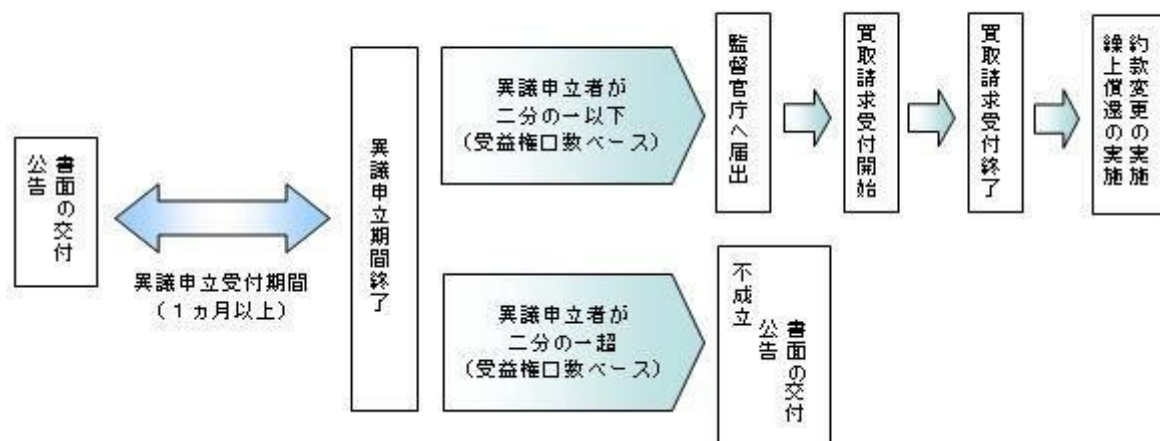 書面の交付
公告
異議申立受付期間
（１ヵ月以上）
異議申立期間終了
異議申立者が
二分の一以下
（受益権口数ベース）
監督官庁へ届出
買取請求受付開始
買取請求受付終了
約款変更の実施
繰上償還の実施
異議申立者が
二分の一超
（受益権口数ベース）
不成立
書面の交付
公告